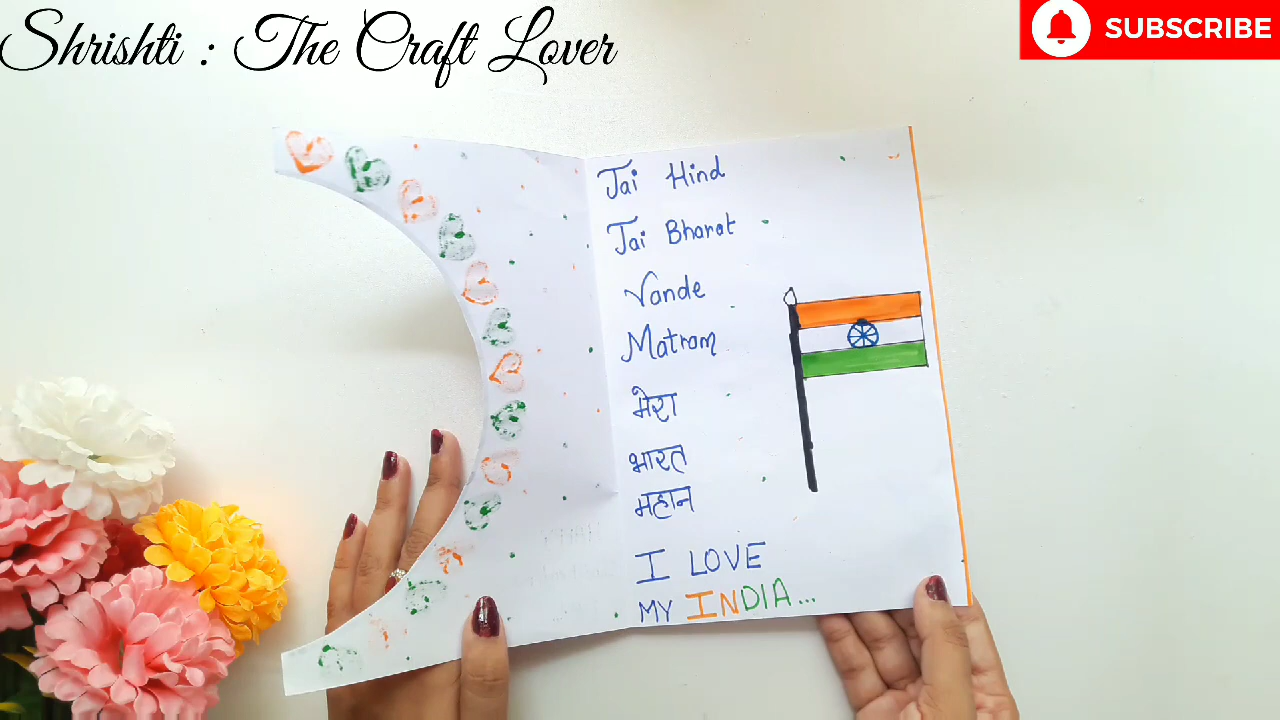 Shrishti : The Craft Lover
SUBSCRIBE
Jai Hind
Jai Bharat
Vande
Matram
मेरा
भारत
महान
I LOVE
MY INDIA...